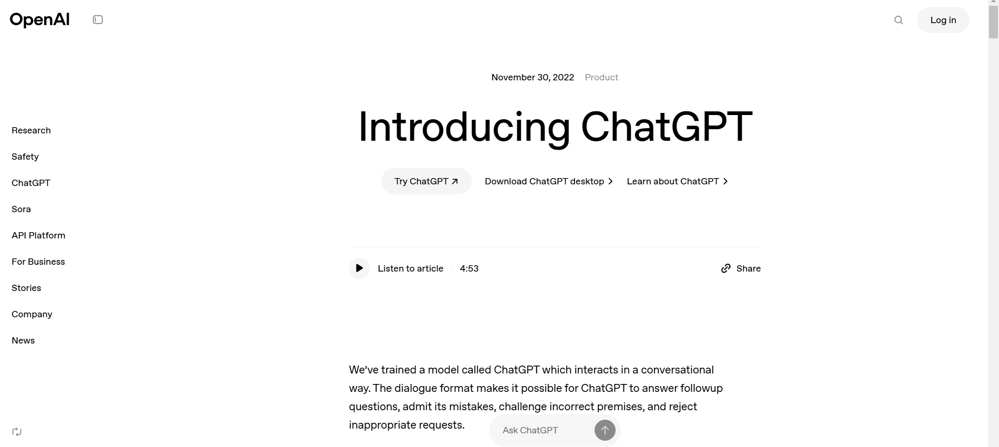 OpenAI
Log in
November 30, 2022 Product
Introducing ChatGPT
Try ChatGPT Download ChatGPT desktop Learn about ChatGPT
Listen to article 4:53 Share
Research
Safety
ChatGPT
Sora
API Platform
For Business
Stories
Company
News
We’ve trained a model called ChatGPT which interacts in a conversational
way. The dialogue format makes it possible for ChatGPT to answer followup
questions, admit its mistakes, challenge incorrect premises, and reject
inappropriate requests.
Ask ChatGPT